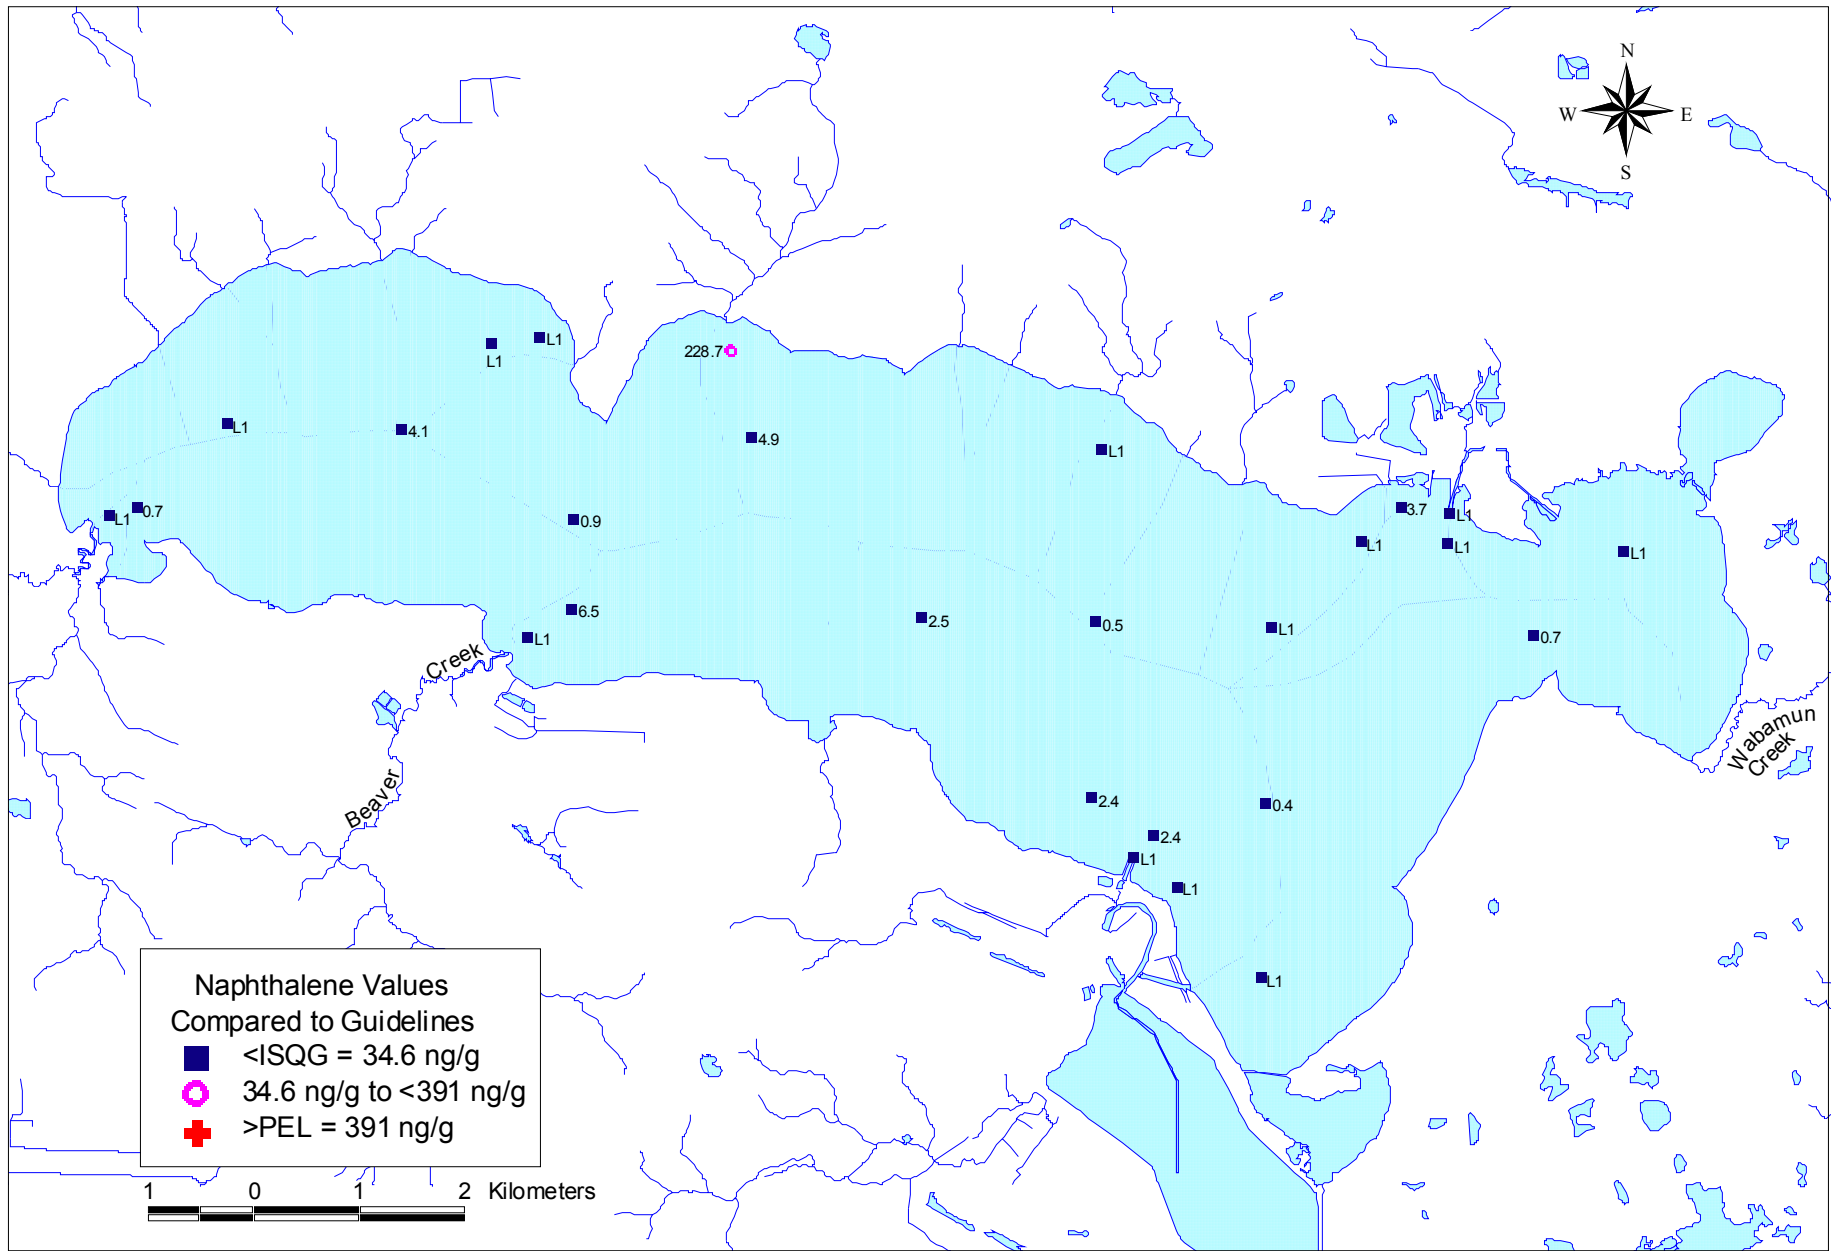 N
W E
S
L1
L1
228.7
L1
4.1
4.9
L1
L1
0.7
0.9
3.7
L1
L1
L1
L1
6.5
L1
2.5
0.5
L1
0.7
Creek
Beaver
Wabamun
Creek
2.4
0.4
2.4
L1
L1
L1
Naphthalene Values
Compared to Guidelines
<ISQG = 34.6 ng/g
34.6 ng/g to <391 ng/g
>PEL = 391 ng/g
1 0 1 2 Kilometers